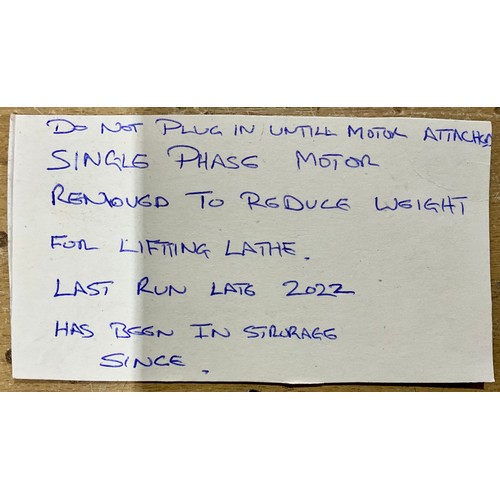 DO NOT PLUG IN UNTILL MOTOR ATTACHED
SINGLE PHASE MOTOR
REMOVED TO REDUCE WEIGHT
FOR LIFTING LATHE.
LAST RUN LATE 2022
HAS BEEN IN STRORAGE
SINCE.